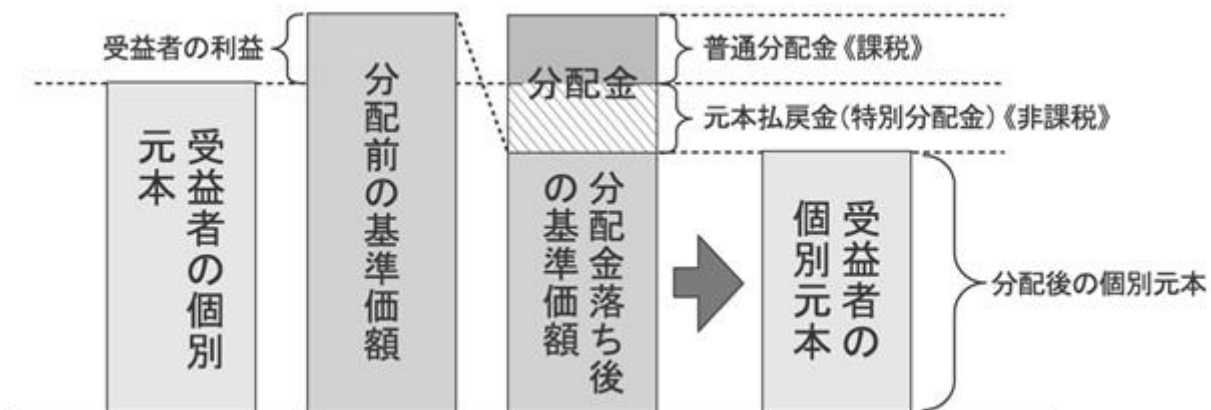 受益者の利益
受益者の個別
元本
分配前の基準価額
分配金
分配金落ち後
の基準価額
普通分配金《課税》
元本払戻金(特別分配金)《非課税》
受益者の
個別元本
分配後の個別元本